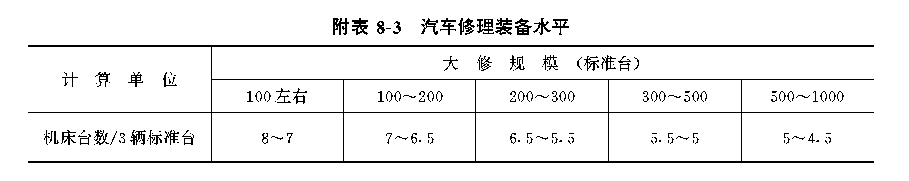 附表 8-3 汽车修理装备水平
计算单位 大修规模(标准台)
100左右 100～200 200～300 300～500 500～1000
机床台数/3辆标准台 8～7 7～6.5 6.5～5.5 5.5～5 5～4.5